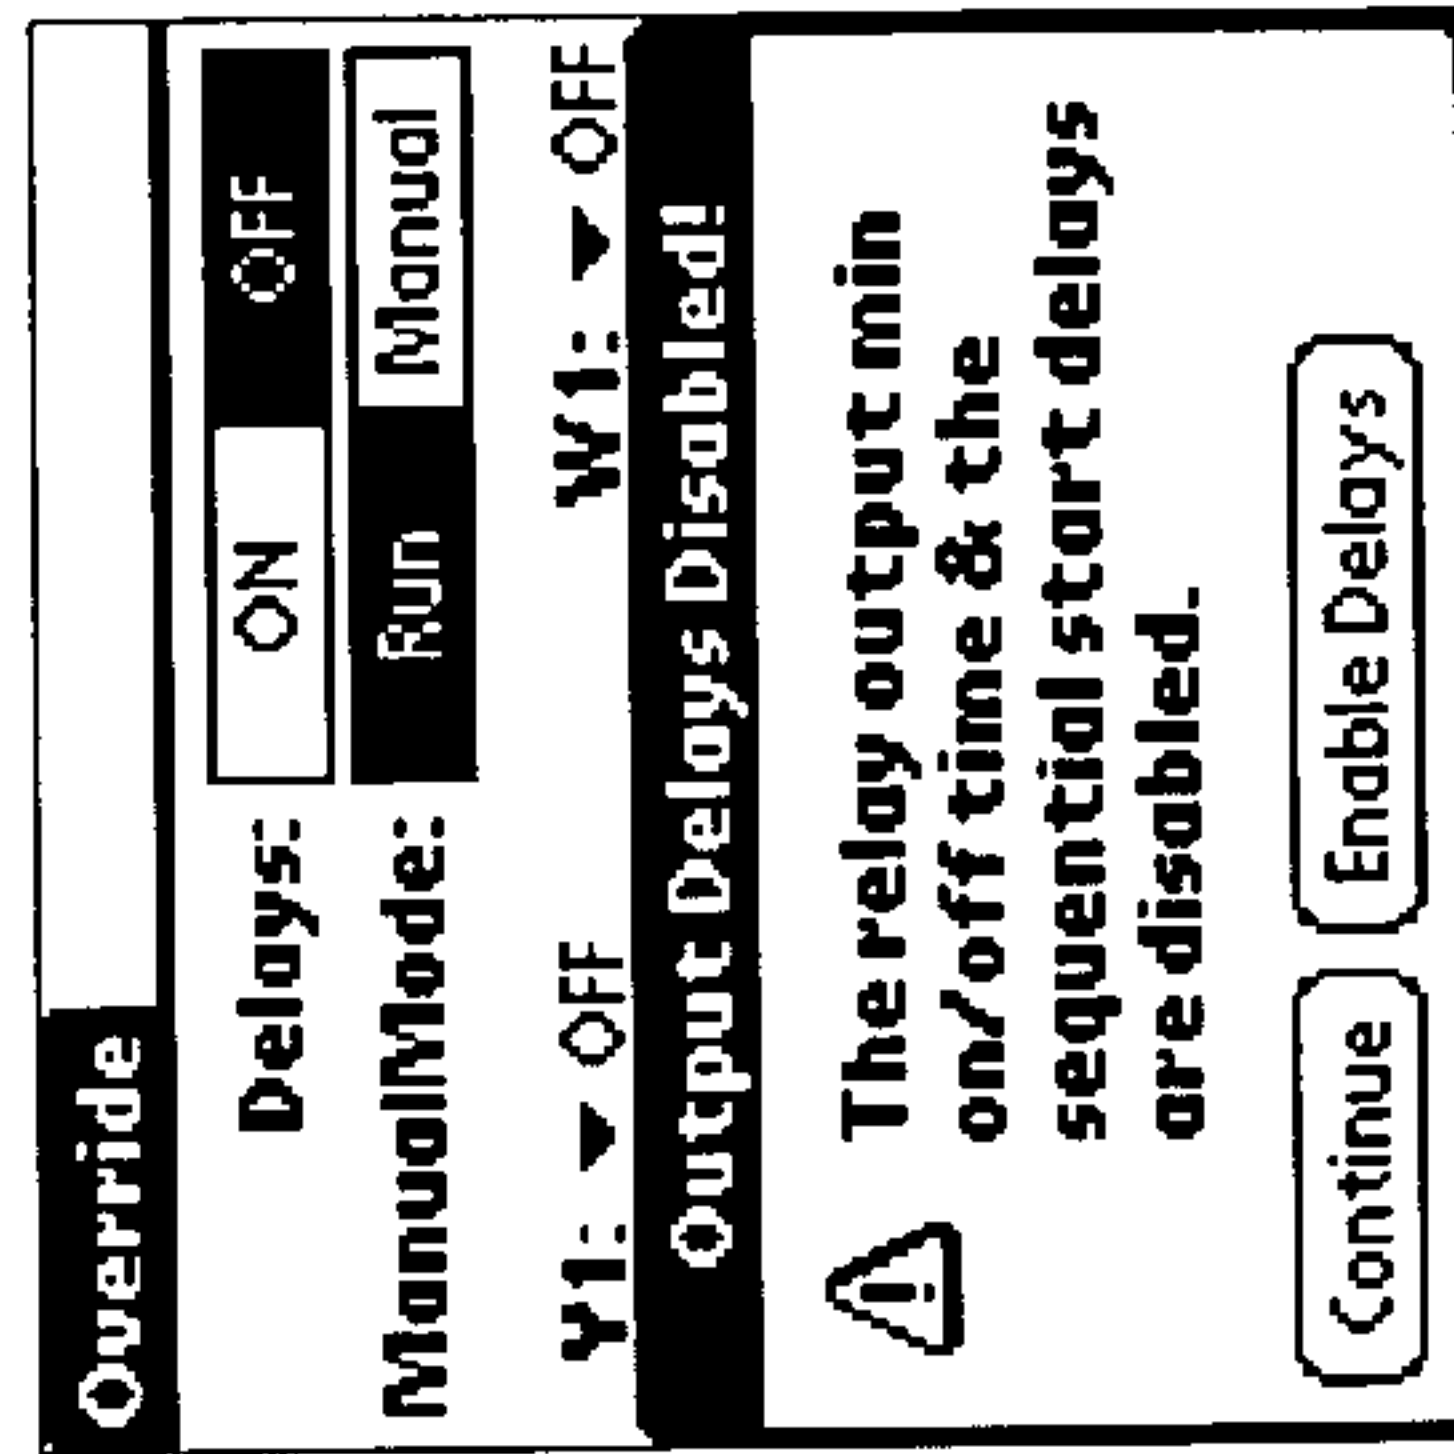 Override
Delays: ON OFF
ManualMode: Run Manual
Y1: OFF W1: OFF
Output Delays Disabled!
The relay output min
on/off time & the
sequential start delays
are disabled.
Continue Enable Delays